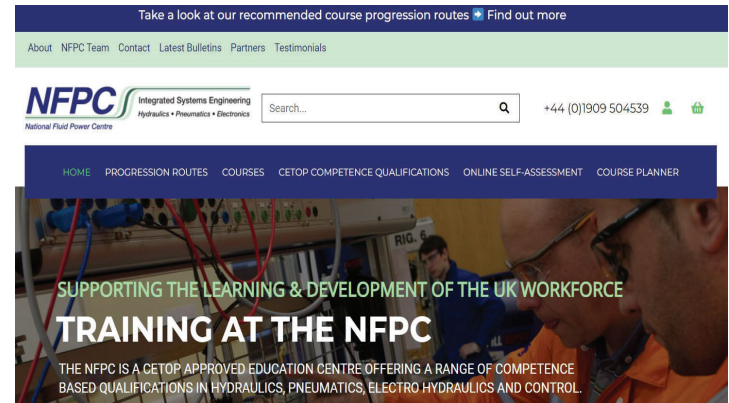 Take a look at our recommended course progression routes ➡ Find out more
About NFPC Team Contact Latest Bulletins Partners Testimonials
NFPC
Integrated Systems Engineering
Hydraulics • Pneumatics • Electronics
National Fluid Power Centre
Search...
+44 (0)1909 504539
HOME PROGRESSION ROUTES COURSES CETOP COMPETENCE QUALIFICATIONS ONLINE SELF-ASSESSMENT COURSE PLANNER
RIG. 6
SUPPORTING THE LEARNING & DEVELOPMENT OF THE UK WORKFORCE
TRAINING AT THE NFPC
THE NFPC IS A CETOP APPROVED EDUCATION CENTRE OFFERING A RANGE OF COMPETENCE
BASED QUALIFICATIONS IN HYDRAULICS, PNEUMATICS, ELECTRO HYDRAULICS AND CONTROL.